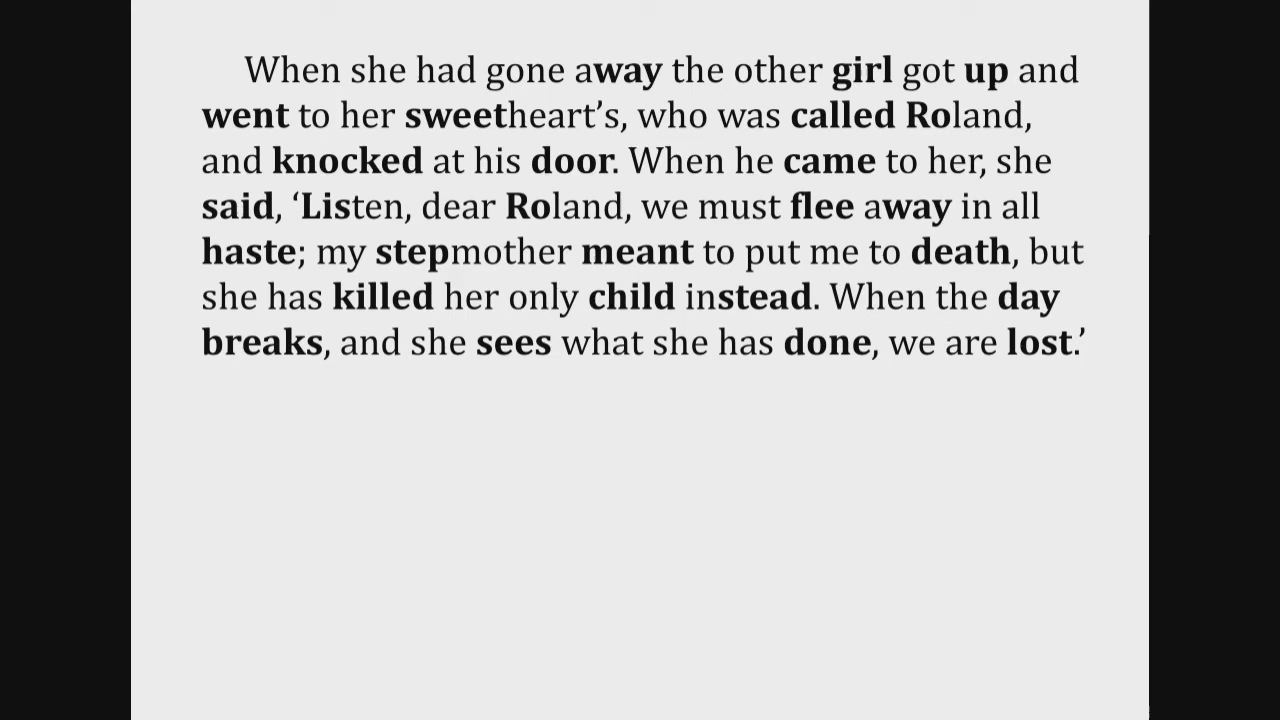 When she had gone away the other girl got up and
went to her sweetheart’s, who was called Roland,
and knocked at his door. When he came to her, she
said, ‘Listen, dear Roland, we must flee away in all
haste; my stepmother meant to put me to death, but
she has killed her only child instead. When the day
breaks, and she sees what she has done, we are lost.’